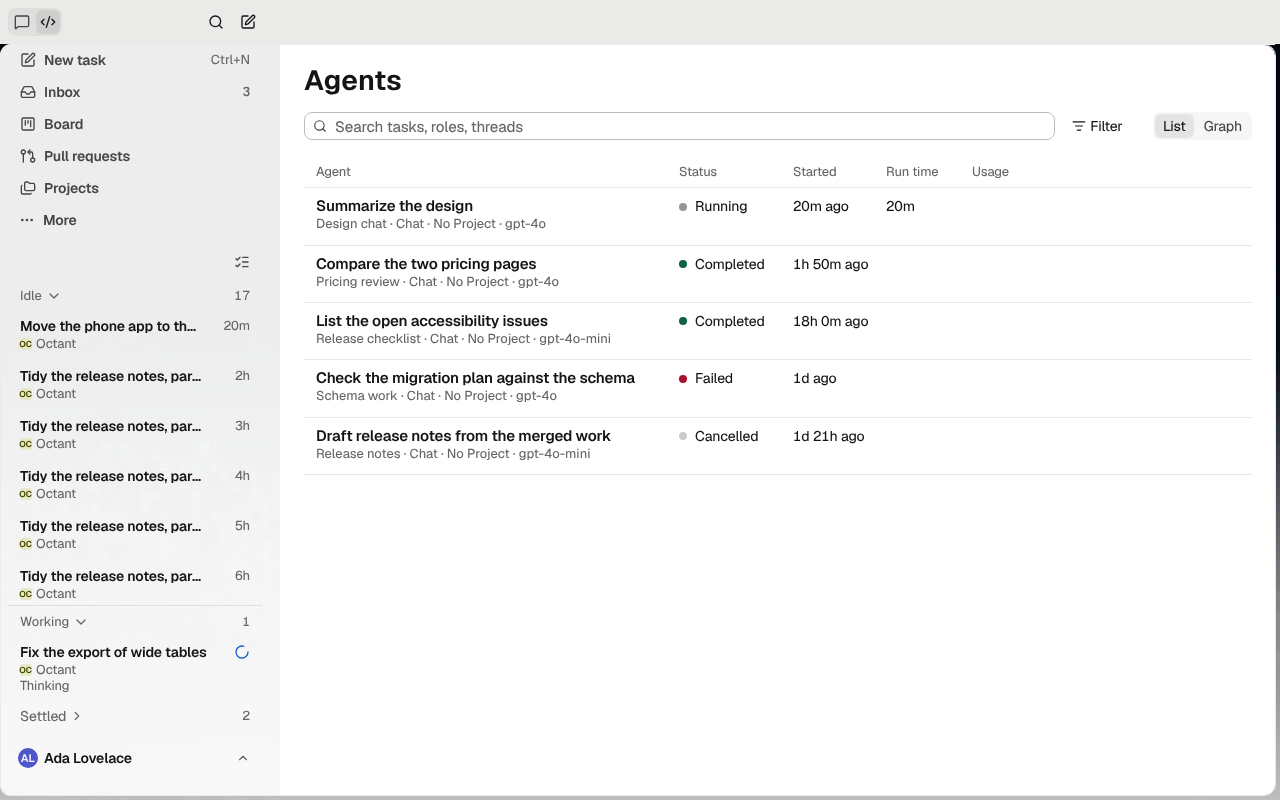 New task Ctrl+N
Inbox 3
Board
Pull requests
Projects
More
Idle 17
Move the phone app to th... 20m
OC Octant
Tidy the release notes, par... 2h
OC Octant
Tidy the release notes, par... 3h
OC Octant
Tidy the release notes, par... 4h
OC Octant
Tidy the release notes, par... 5h
OC Octant
Tidy the release notes, par... 6h
OC Octant
Working 1
Fix the export of wide tables
OC Octant
Thinking
Settled 2
AL Ada Lovelace
Agents
Search tasks, roles, threads Filter List Graph
Agent Status Started Run time Usage
Summarize the design Running 20m ago 20m
Design chat · Chat · No Project · gpt-4o
Compare the two pricing pages Completed 1h 50m ago
Pricing review · Chat · No Project · gpt-4o
List the open accessibility issues Completed 18h 0m ago
Release checklist · Chat · No Project · gpt-4o-mini
Check the migration plan against the schema Failed 1d ago
Schema work · Chat · No Project · gpt-4o
Draft release notes from the merged work Cancelled 1d 21h ago
Release notes · Chat · No Project · gpt-4o-mini